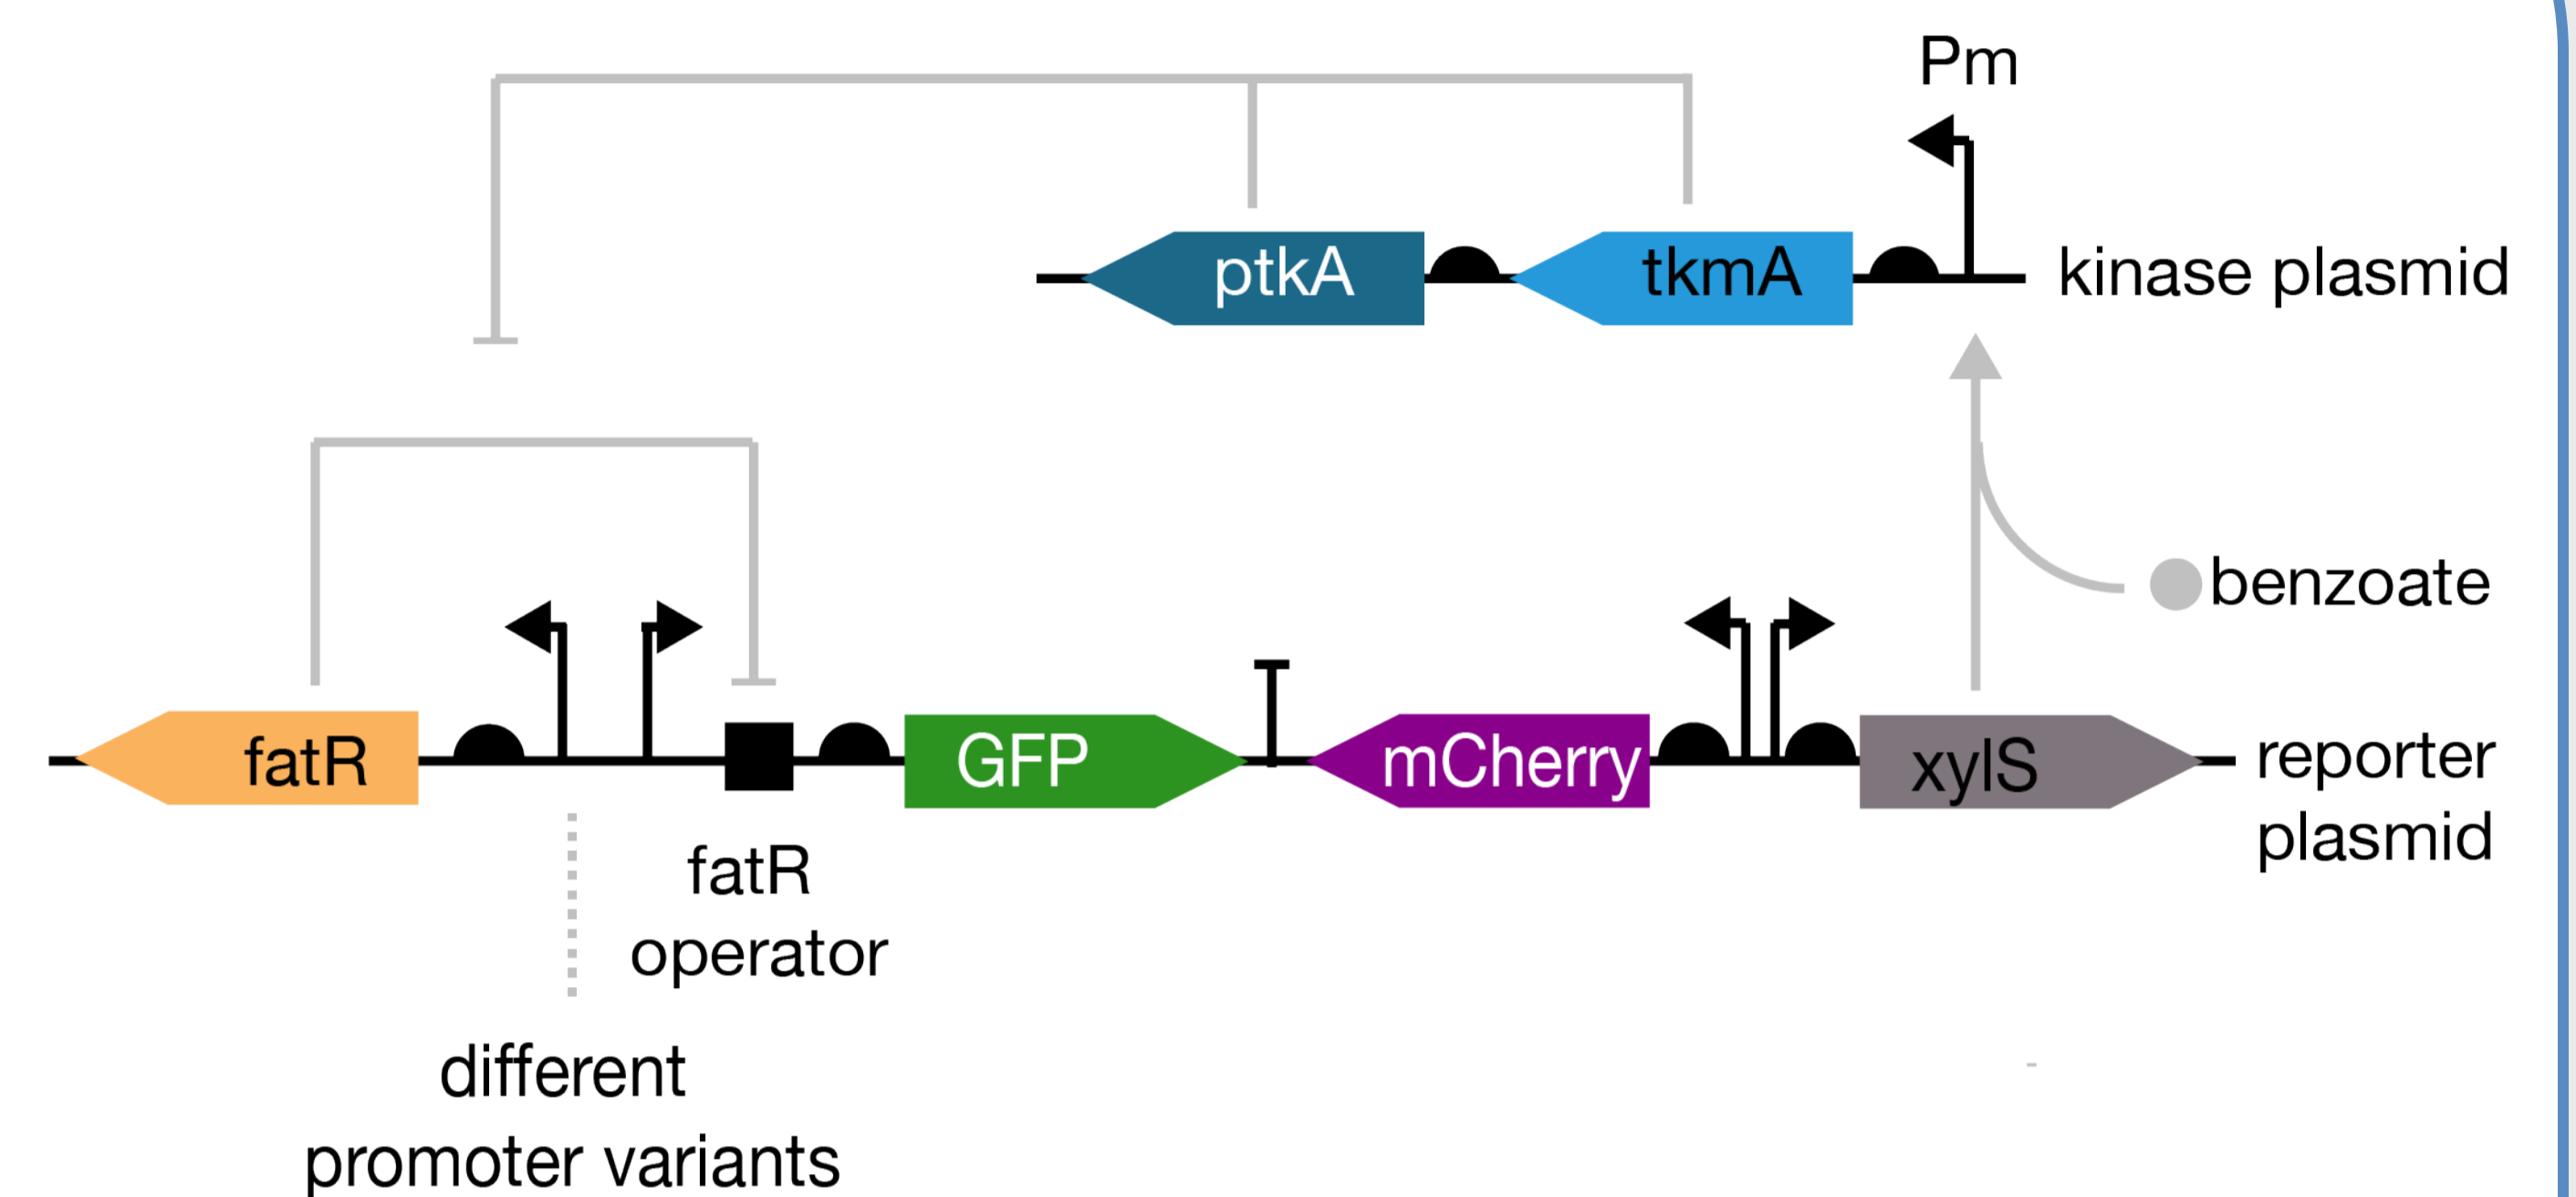 Pm
ptkA
tkmA
kinase plasmid
benzoate
fatR
GFP
mCherry
xylS
reporter
plasmid
fatR
operator
different
promoter variants